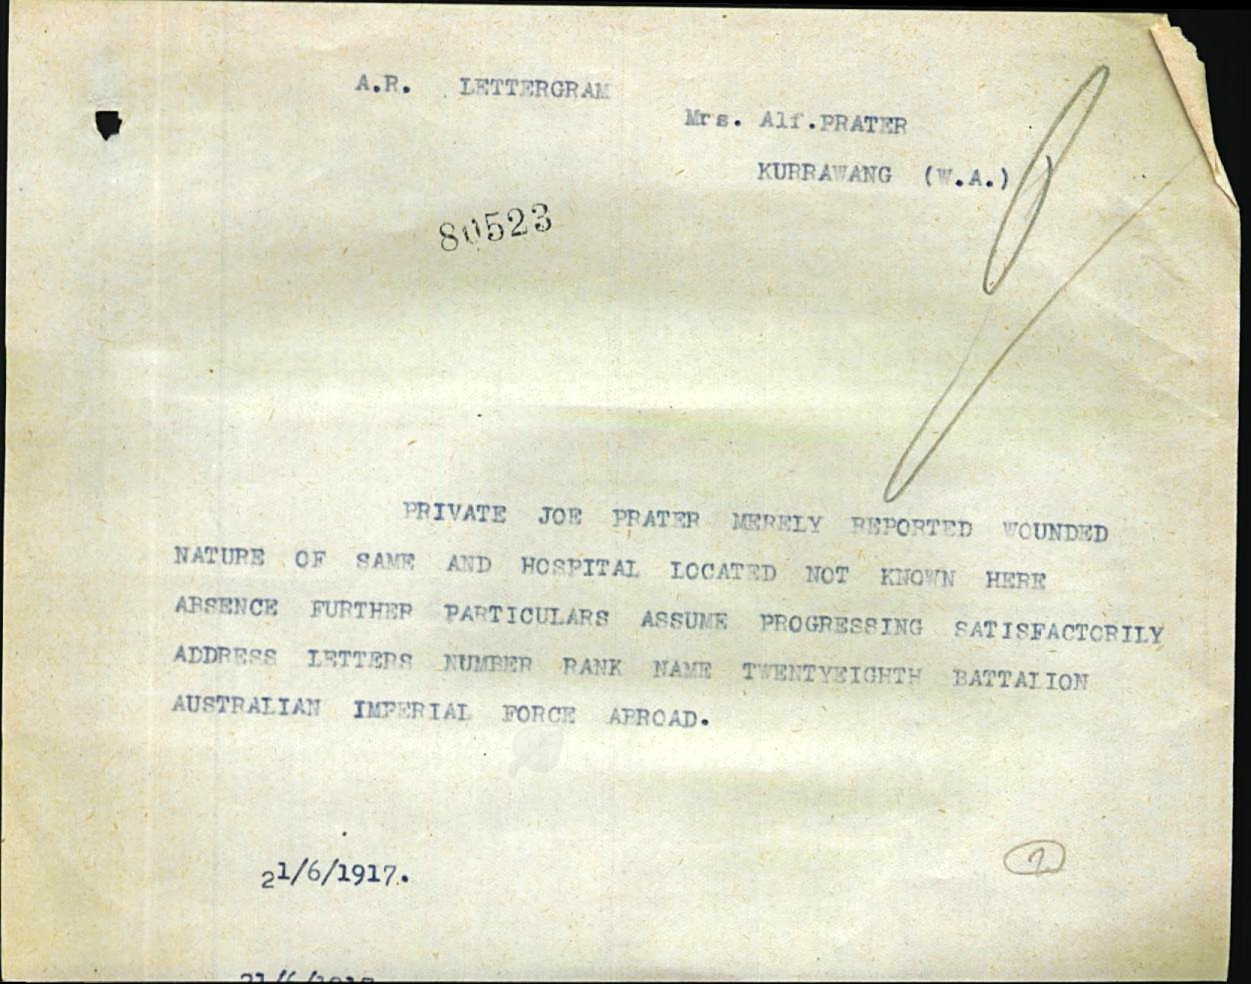 A.R. LETTERGRAM
Mrs. Alf.PRATER
KURRAWANG (W.A.)
80523
PRIVATE JOE PRATER MERELY REPORTED WOUNDED
NATURE OF SAME AND HOSPITAL LOCATED NOT KNOWN HERE
ABSENCE FURTHER PARTICULARS ASSUME PROGRESSING SATISFACTORILY
ADDRESS LETTERS NUMBER RANK NAME TWENTYEIGHTH BATTALION
AUSTRALIAN IMPERIAL FORCE ABROAD.
21/6/1917.